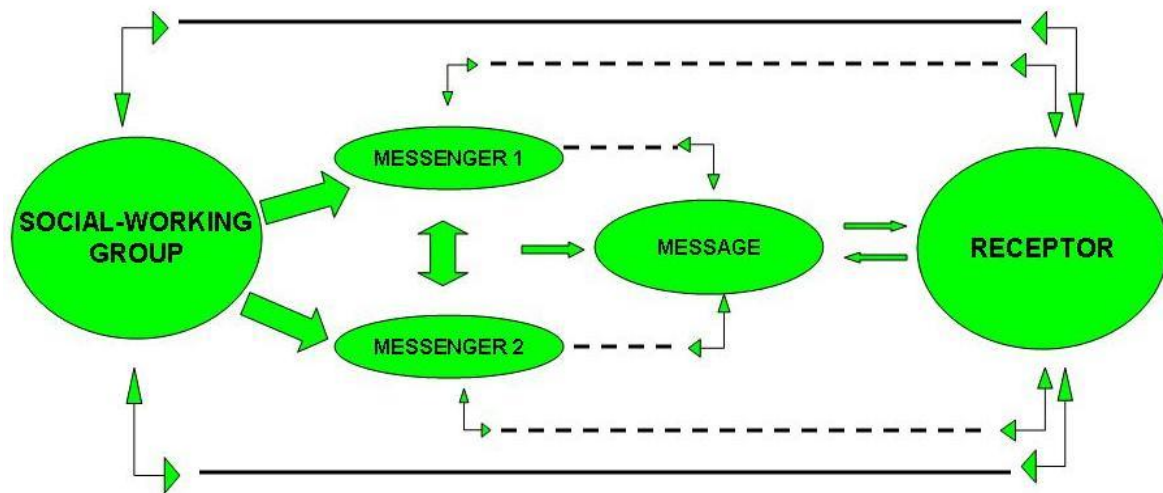 MESSENGER 1
SOCIAL-WORKING
GROUP
MESSAGE
RECEPTOR
MESSENGER 2